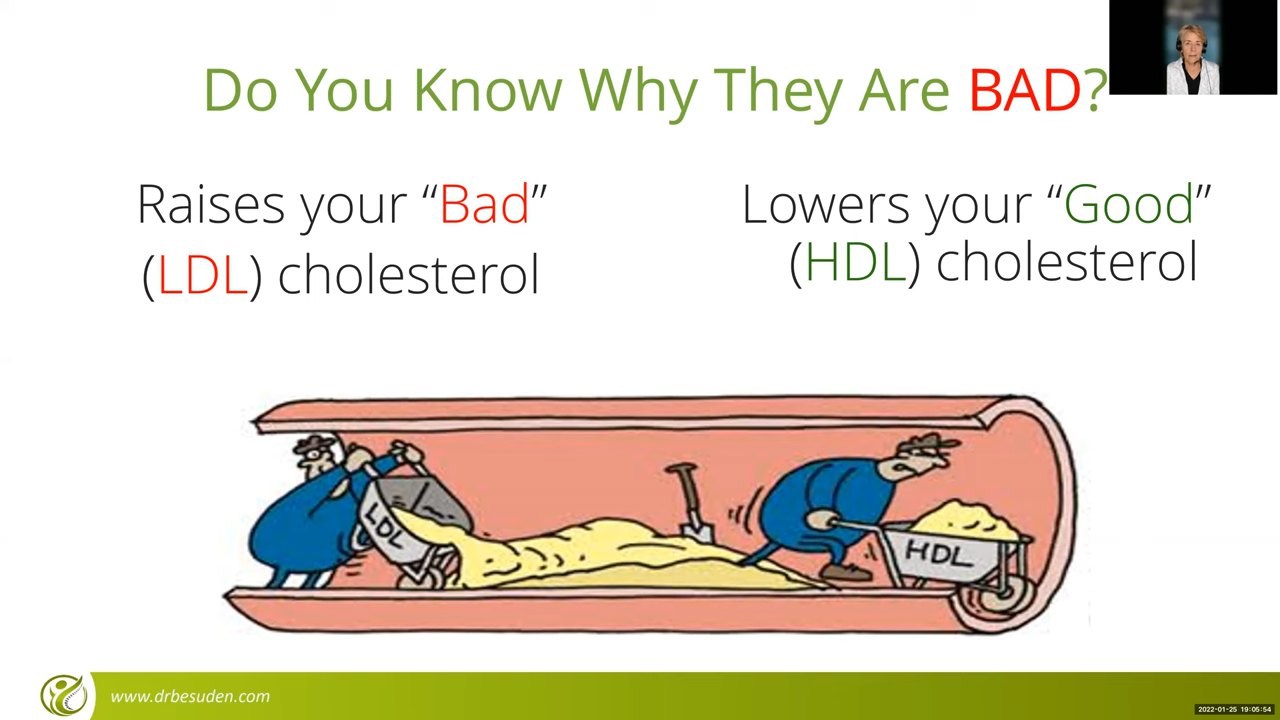 Do You Know Why They Are BAD?
Raises your “Bad”
(LDL) cholesterol
Lowers your “Good”
(HDL) cholesterol
LDL
HDL
www.drbesuden.com
2022-01-25 19:05:54